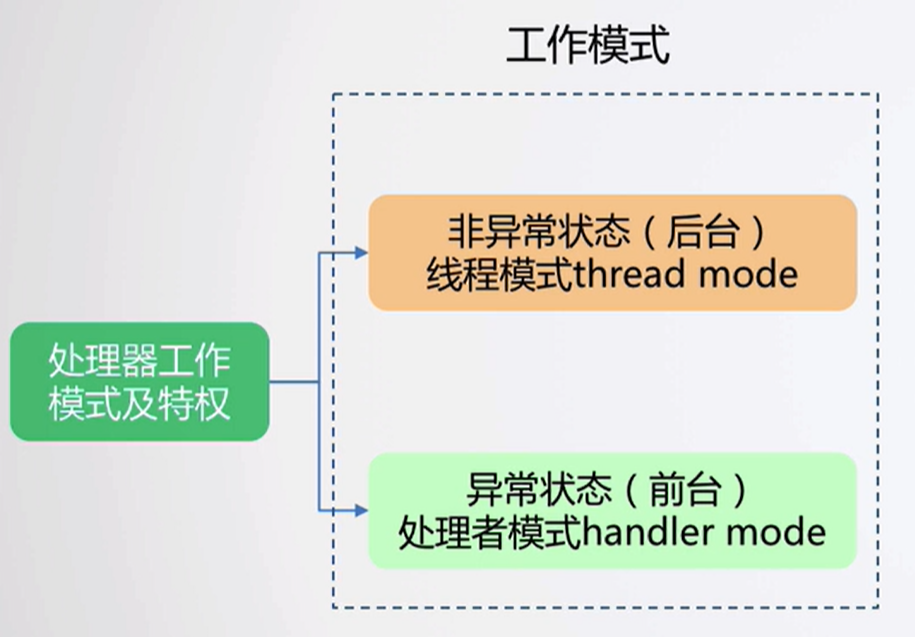 工作模式
非异常状态（后台）
线程模式thread mode
处理器工作
模式及特权
异常状态（前台）
处理者模式handler mode